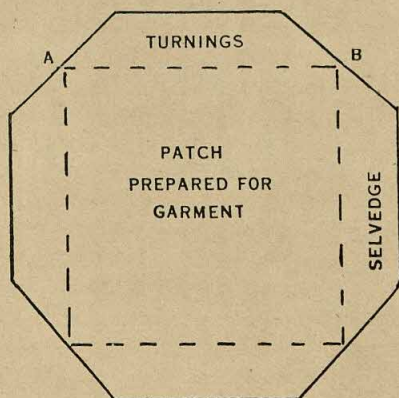 TURNINGS
A
B
PATCH
PREPARED FOR
GARMENT
SELVEDGE